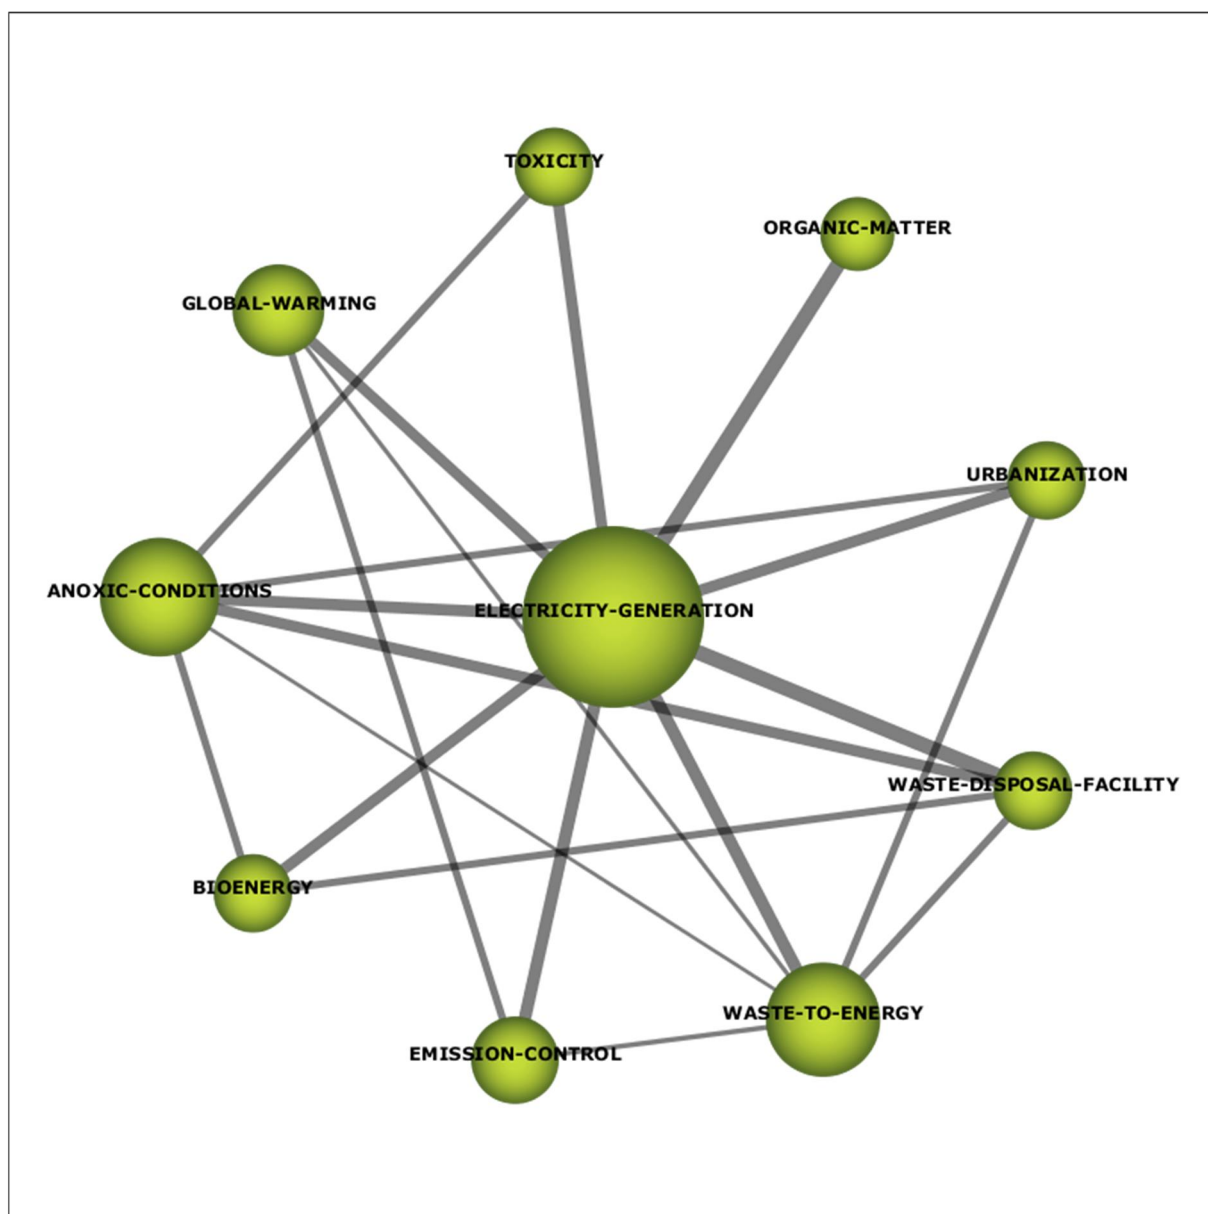 TOXICITY
ORGANIC-MATTER
GLOBAL-WARMING
URBANIZATION
ANOXIC-CONDITIONS
ELECTRICITY-GENERATION
WASTE-DISPOSAL-FACILITY
BIOENERGY
WASTE-TO-ENERGY
EMISSION-CONTROL